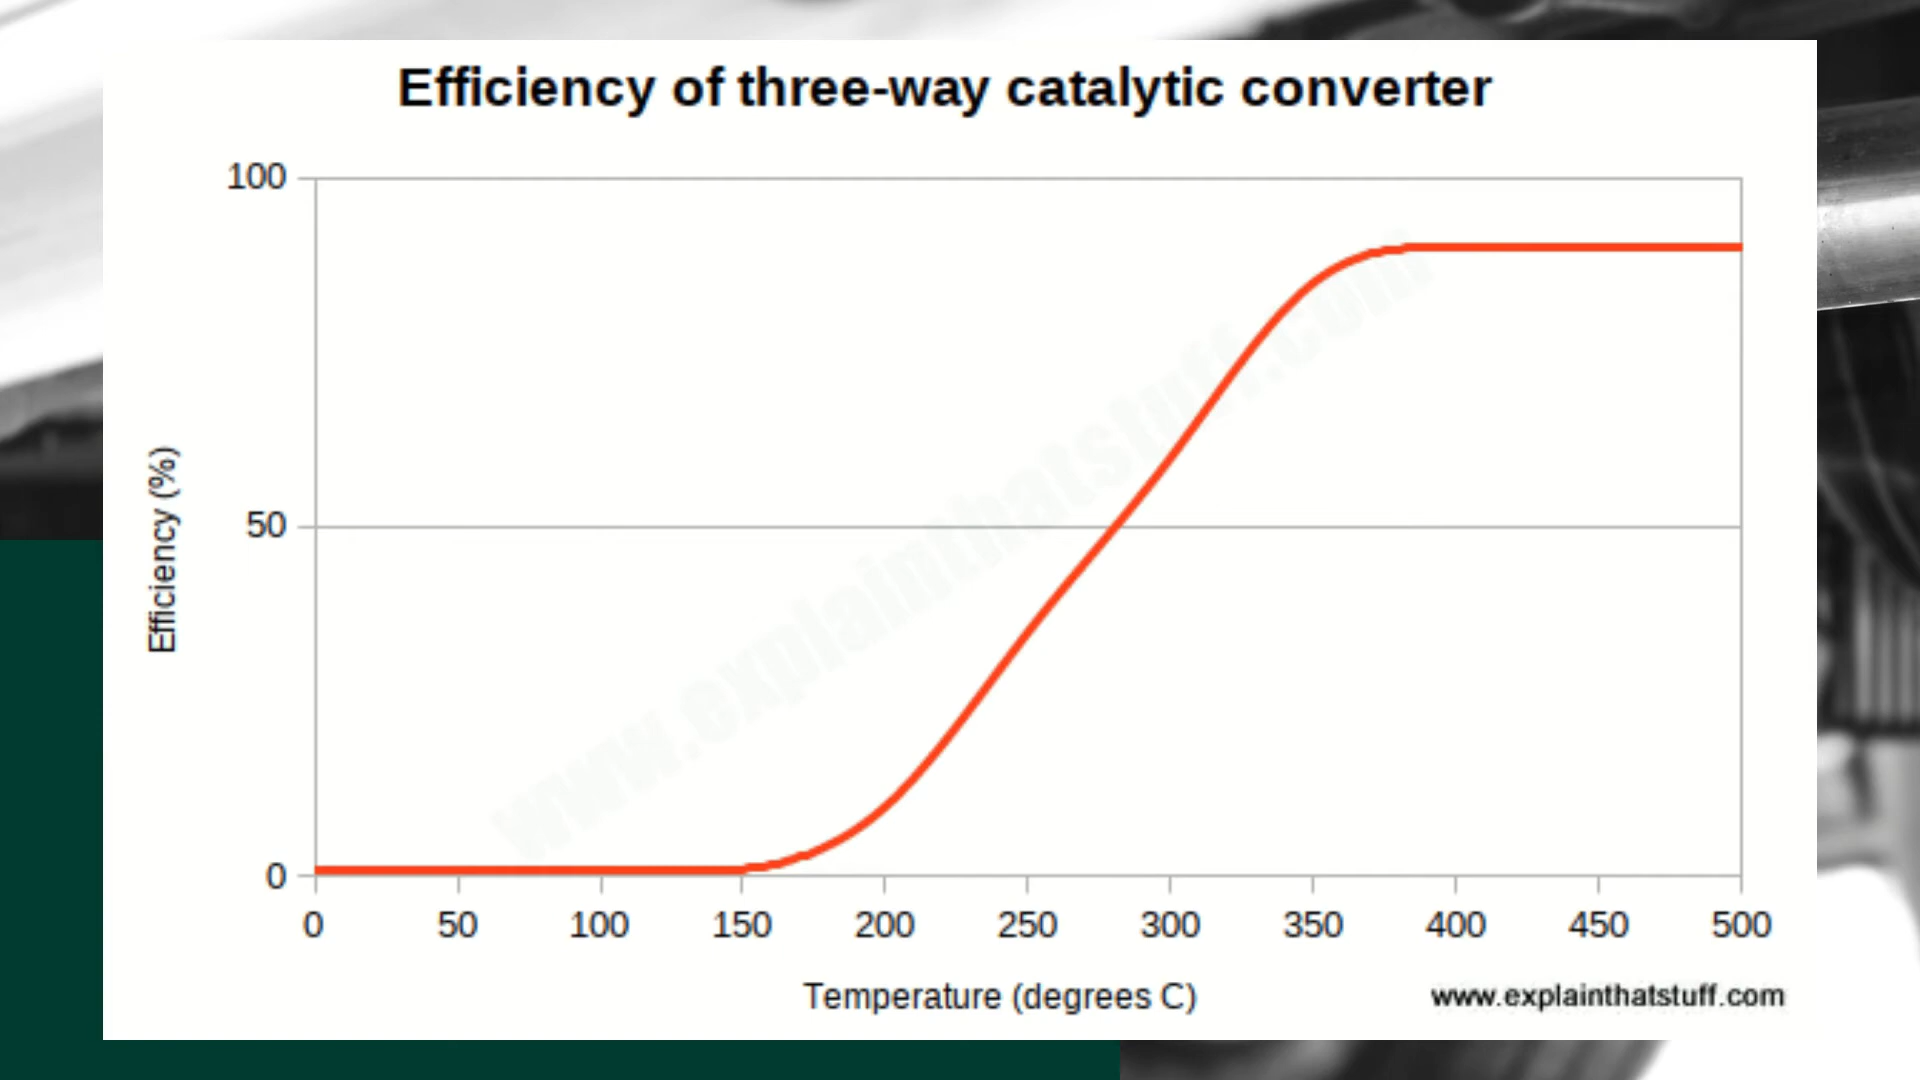 Efficiency of three-way catalytic converter
100
50
0
Efficiency (%)
0 50 100 150 200 250 300 350 400 450 500
Temperature (degrees C)
www.explainthatstuff.com
www.explainthatstuff.com